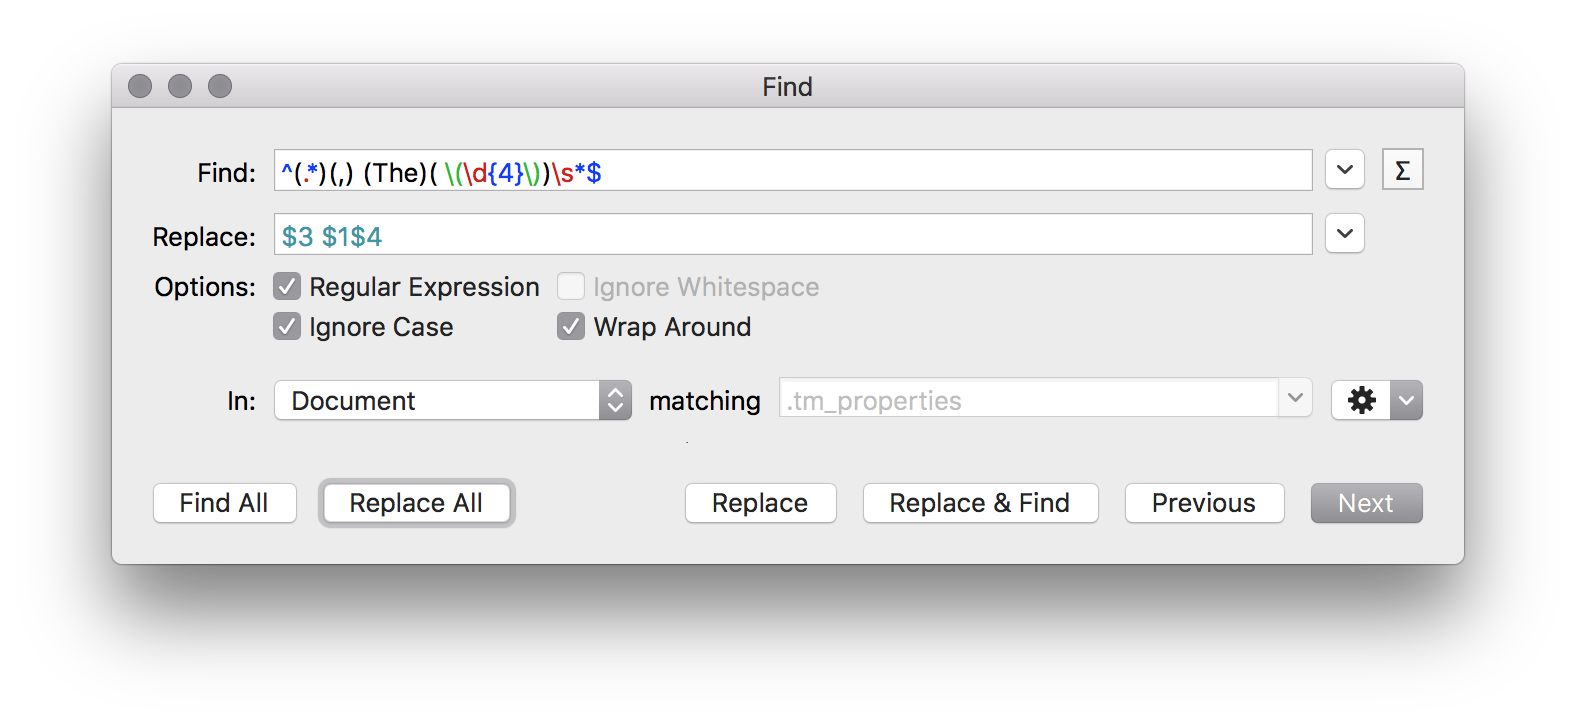 Find
Find: ^(.*)(,) (The)( \(\d{4}\))\s*$ Σ
Replace: $3 $1$4
Options: Regular Expression Ignore Whitespace
Ignore Case Wrap Around
In: Document matching .tm_properties
Find All Replace All Replace Replace & Find Previous Next